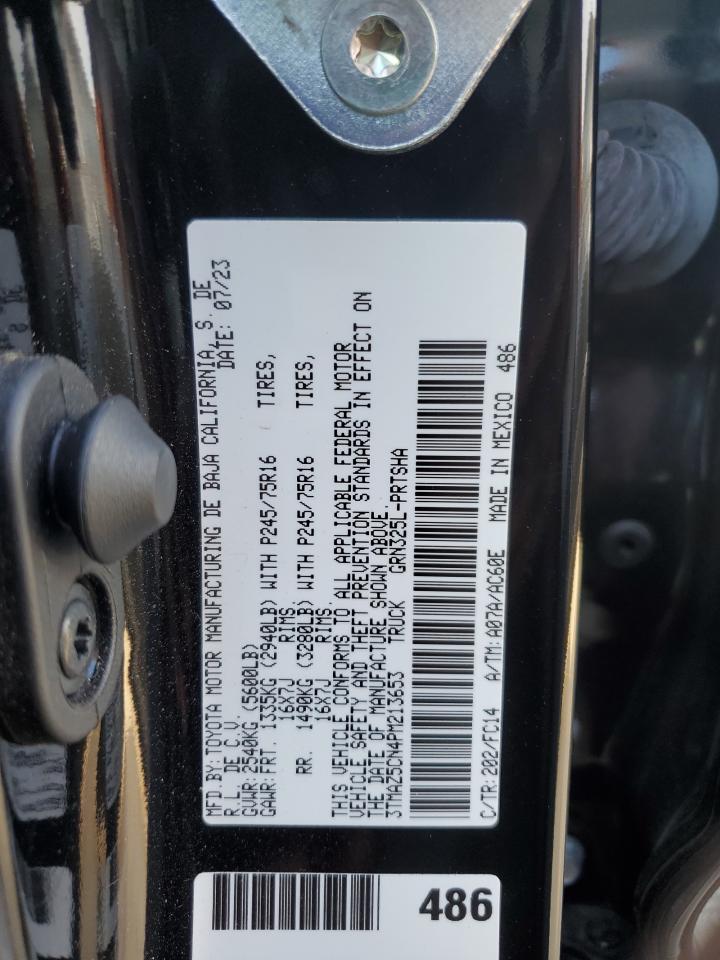 MFD.BY:TOYOTA MOTOR MANUFACTURING DE BAJA CALIFORNIA, S. DE
R.L. DE C.V. DATE: 07/23
GVWR:2540KG (5600LB)
GAWR:FRT. 1335KG (2940LB) WITH P245/75R16 TIRES,
16X7J RIMS.
RR. 1490KG (3280LB) WITH P245/75R16 TIRES,
16X7J RIMS.
THIS VEHICLE CONFORMS TO ALL APPLICABLE FEDERAL MOTOR
VEHICLE SAFETY AND THEFT PREVENTION STANDARDS IN EFFECT ON
THE DATE OF MANUFACTURE SHOWN ABOVE.
3TMAZ5CN4PM213653 TRUCK GRN325L-PRTSHA
C/TR:202/FC14 A/TM:A07A/AC60E MADE IN MEXICO 486
486